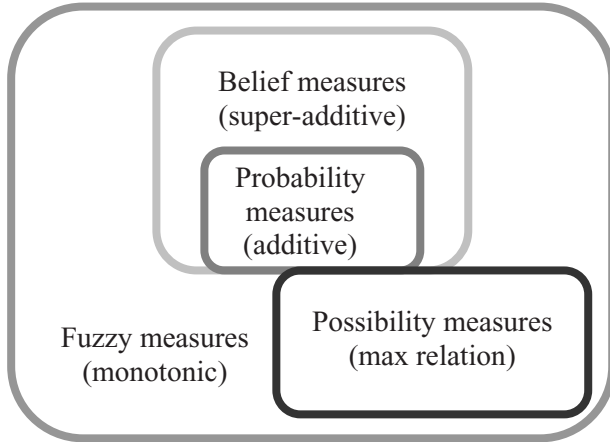 Belief measures
(super-additive)
Probability
measures
(additive)
Possibility measures
(max relation)
Fuzzy measures
(monotonic)